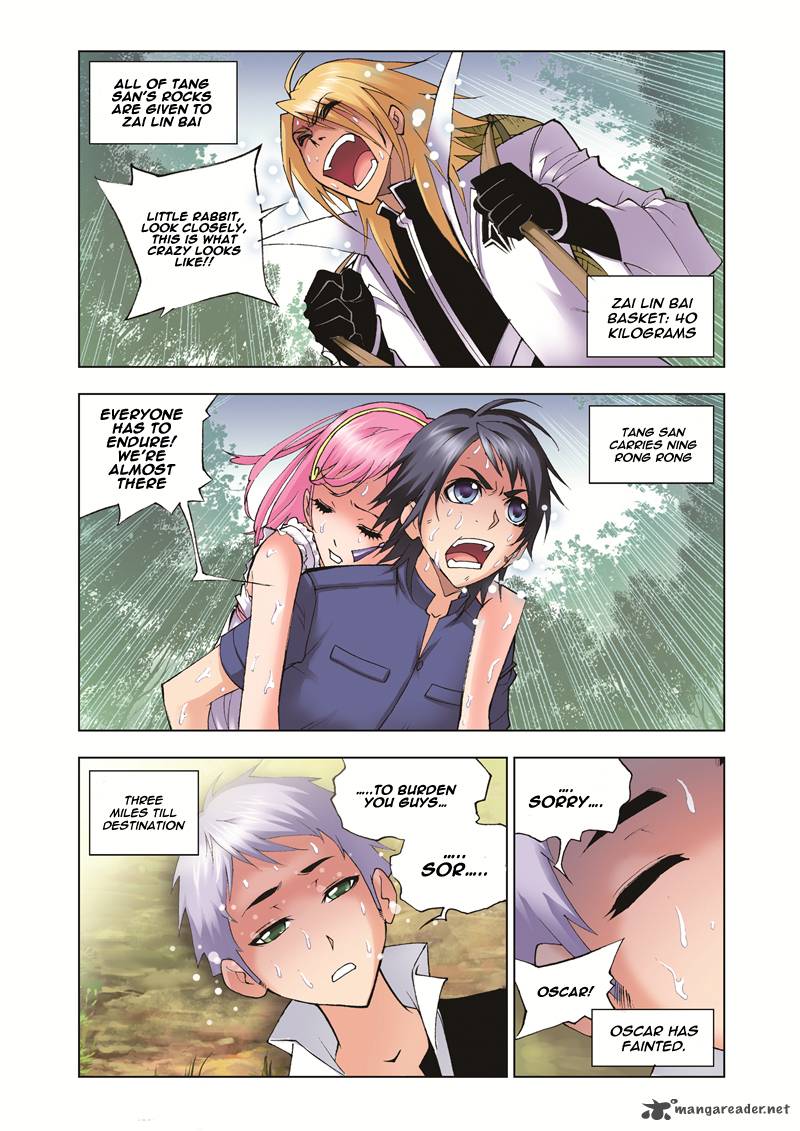 ALL OF TANG
SAN'S ROCKS
ARE GIVEN TO
ZAI LIN BAI
LITTLE RABBIT,
LOOK CLOSELY,
THIS IS WHAT
CRAZY LOOKS
LIKE!!
ZAI LIN BAI
BASKET: 40
KILOGRAMS
EVERYONE
HAS TO
ENDURE!
WE'RE
ALMOST
THERE
TANG SAN
CARRIES NING
RONG RONG
THREE
MILES TILL
DESTINATION
.....TO BURDEN
YOU GUYS...
.....
SOR.....
....
SORRY....
OSCAR!
OSCAR HAS
FAINTED.
mangareader.net